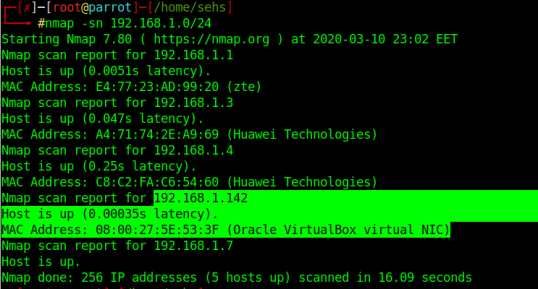 [✗]─[root@parrot]─[/home/sehs]
#nmap -sn 192.168.1.0/24
Starting Nmap 7.80 ( https://nmap.org ) at 2020-03-10 23:02 EET
Nmap scan report for 192.168.1.1
Host is up (0.0051s latency).
MAC Address: E4:77:23:AD:99:20 (zte)
Nmap scan report for 192.168.1.3
Host is up (0.047s latency).
MAC Address: A4:71:74:2E:A9:69 (Huawei Technologies)
Nmap scan report for 192.168.1.4
Host is up (0.25s latency).
MAC Address: C8:C2:FA:C6:54:60 (Huawei Technologies)
Nmap scan report for 192.168.1.142
Host is up (0.00035s latency).
MAC Address: 08:00:27:5E:53:3F (Oracle VirtualBox virtual NIC)
Nmap scan report for 192.168.1.7
Host is up.
Nmap done: 256 IP addresses (5 hosts up) scanned in 16.09 seconds